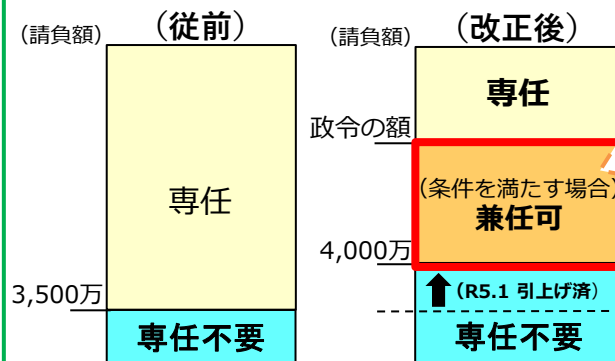 （請負額）
（従前）
専任
3,500万
専任不要
（請負額）
（改正後）
専任
政令の額
（条件を満たす場合）
兼任可
4,000万
（R5.1 引上げ済）
専任不要